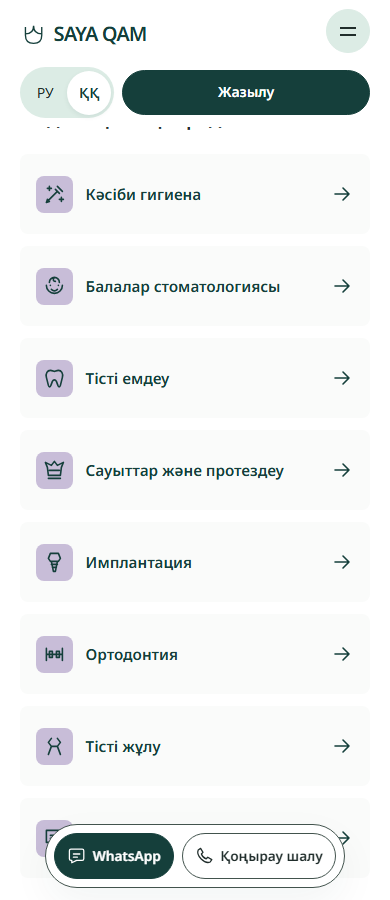 SAYA QAM
РУ
ҚҚ
Жазылу
Кәсіби гигиена
Балалар стоматологиясы
Тісті емдеу
Сауыттар және протездеу
Имплантация
Ортодонтия
Тісті жұлу
WhatsApp
Қоңырау шалу